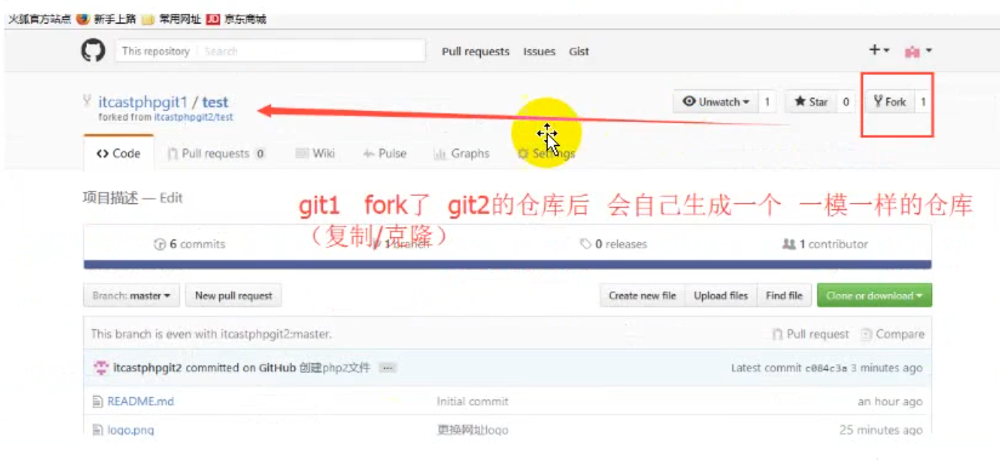 火狐官方站点 新手上路 常用网址 JD 京东商城
This repository Search Pull requests Issues Gist
itcastphpgit1 / test Unwatch 1 Star 0 Fork 1
forked from itcastphpgit2/test
Code Pull requests 0 Wiki Pulse Graphs Settings
项目描述 — Edit
git1 fork了 git2的仓库后 会自己生成一个 一模一样的仓库
（复制/克隆）
6 commits 1 branch 0 releases 1 contributor
Branch: master New pull request Create new file Upload files Find file Clone or download
This branch is even with itcastphpgit2:master. Pull request Compare
itcastphpgit2 committed on GitHub 创建php2文件 ... Latest commit c084c3a 3 minutes ago
README.md Initial commit an hour ago
logo.png 更换网址logo 25 minutes ago